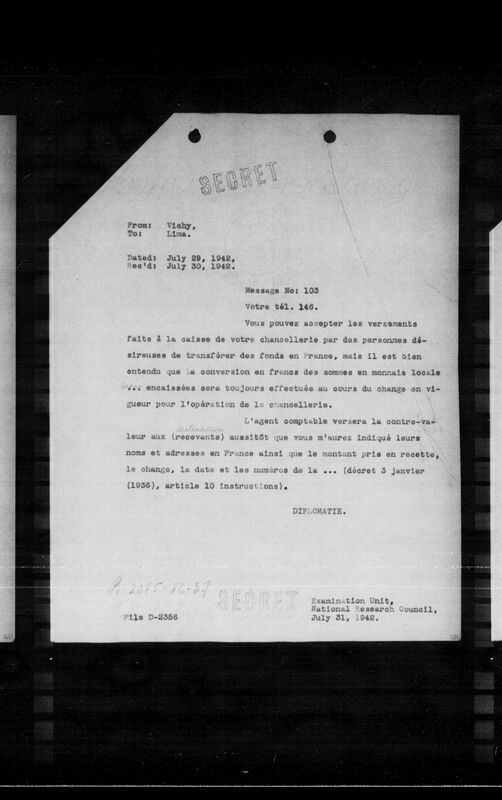 SECRET
From: Vichy,
To: Lima.
Dated: July 29, 1942,
Rec'd: July 30, 1942.
Message No: 103
Votre tél. 146.
Vous pouvez accepter les versements
faits à la caisse de votre chancellerie par des personnes dé-
sireuses de transférer des fonds en France, mais il est bien
entendu que la conversion en francs des sommes en monnaie locale
... encaissées sera toujours effectuée au cours du change en vi-
gueur pour l'opération de la chancellerie.
L'agent comptable versera la contre-va-
destinataires
leur aux (recevants) aussitôt que vous m'aurez indiqué leurs
noms et adresses en France ainsi que le montant pris en recette,
le change, la date et les numéros de la ... (décret 3 janvier
(1936), article 10 instructions).
DIPLOMATIE.
R. 2085-86-87
SECRET
Examination Unit,
National Research Council,
File D-2356
July 31, 1942.